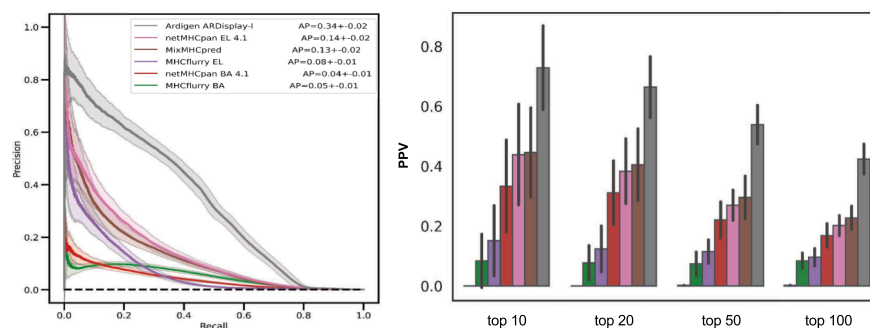 Ardigen ARDisplay-I AP=0.34+-0.02
netMHCpan EL 4.1 AP=0.14+-0.02
MixMHCpred AP=0.13+-0.02
MHCflurry EL AP=0.08+-0.01
netMHCpan BA 4.1 AP=0.04+-0.01
MHCflurry BA AP=0.05+-0.01
1.0
0.8
0.6
0.4
0.2
0.0
Precision
0.0 0.2 0.4 0.6 0.8 1.0
Recall
0.8
0.6
0.4
0.2
0.0
PPV
top 10 top 20 top 50 top 100